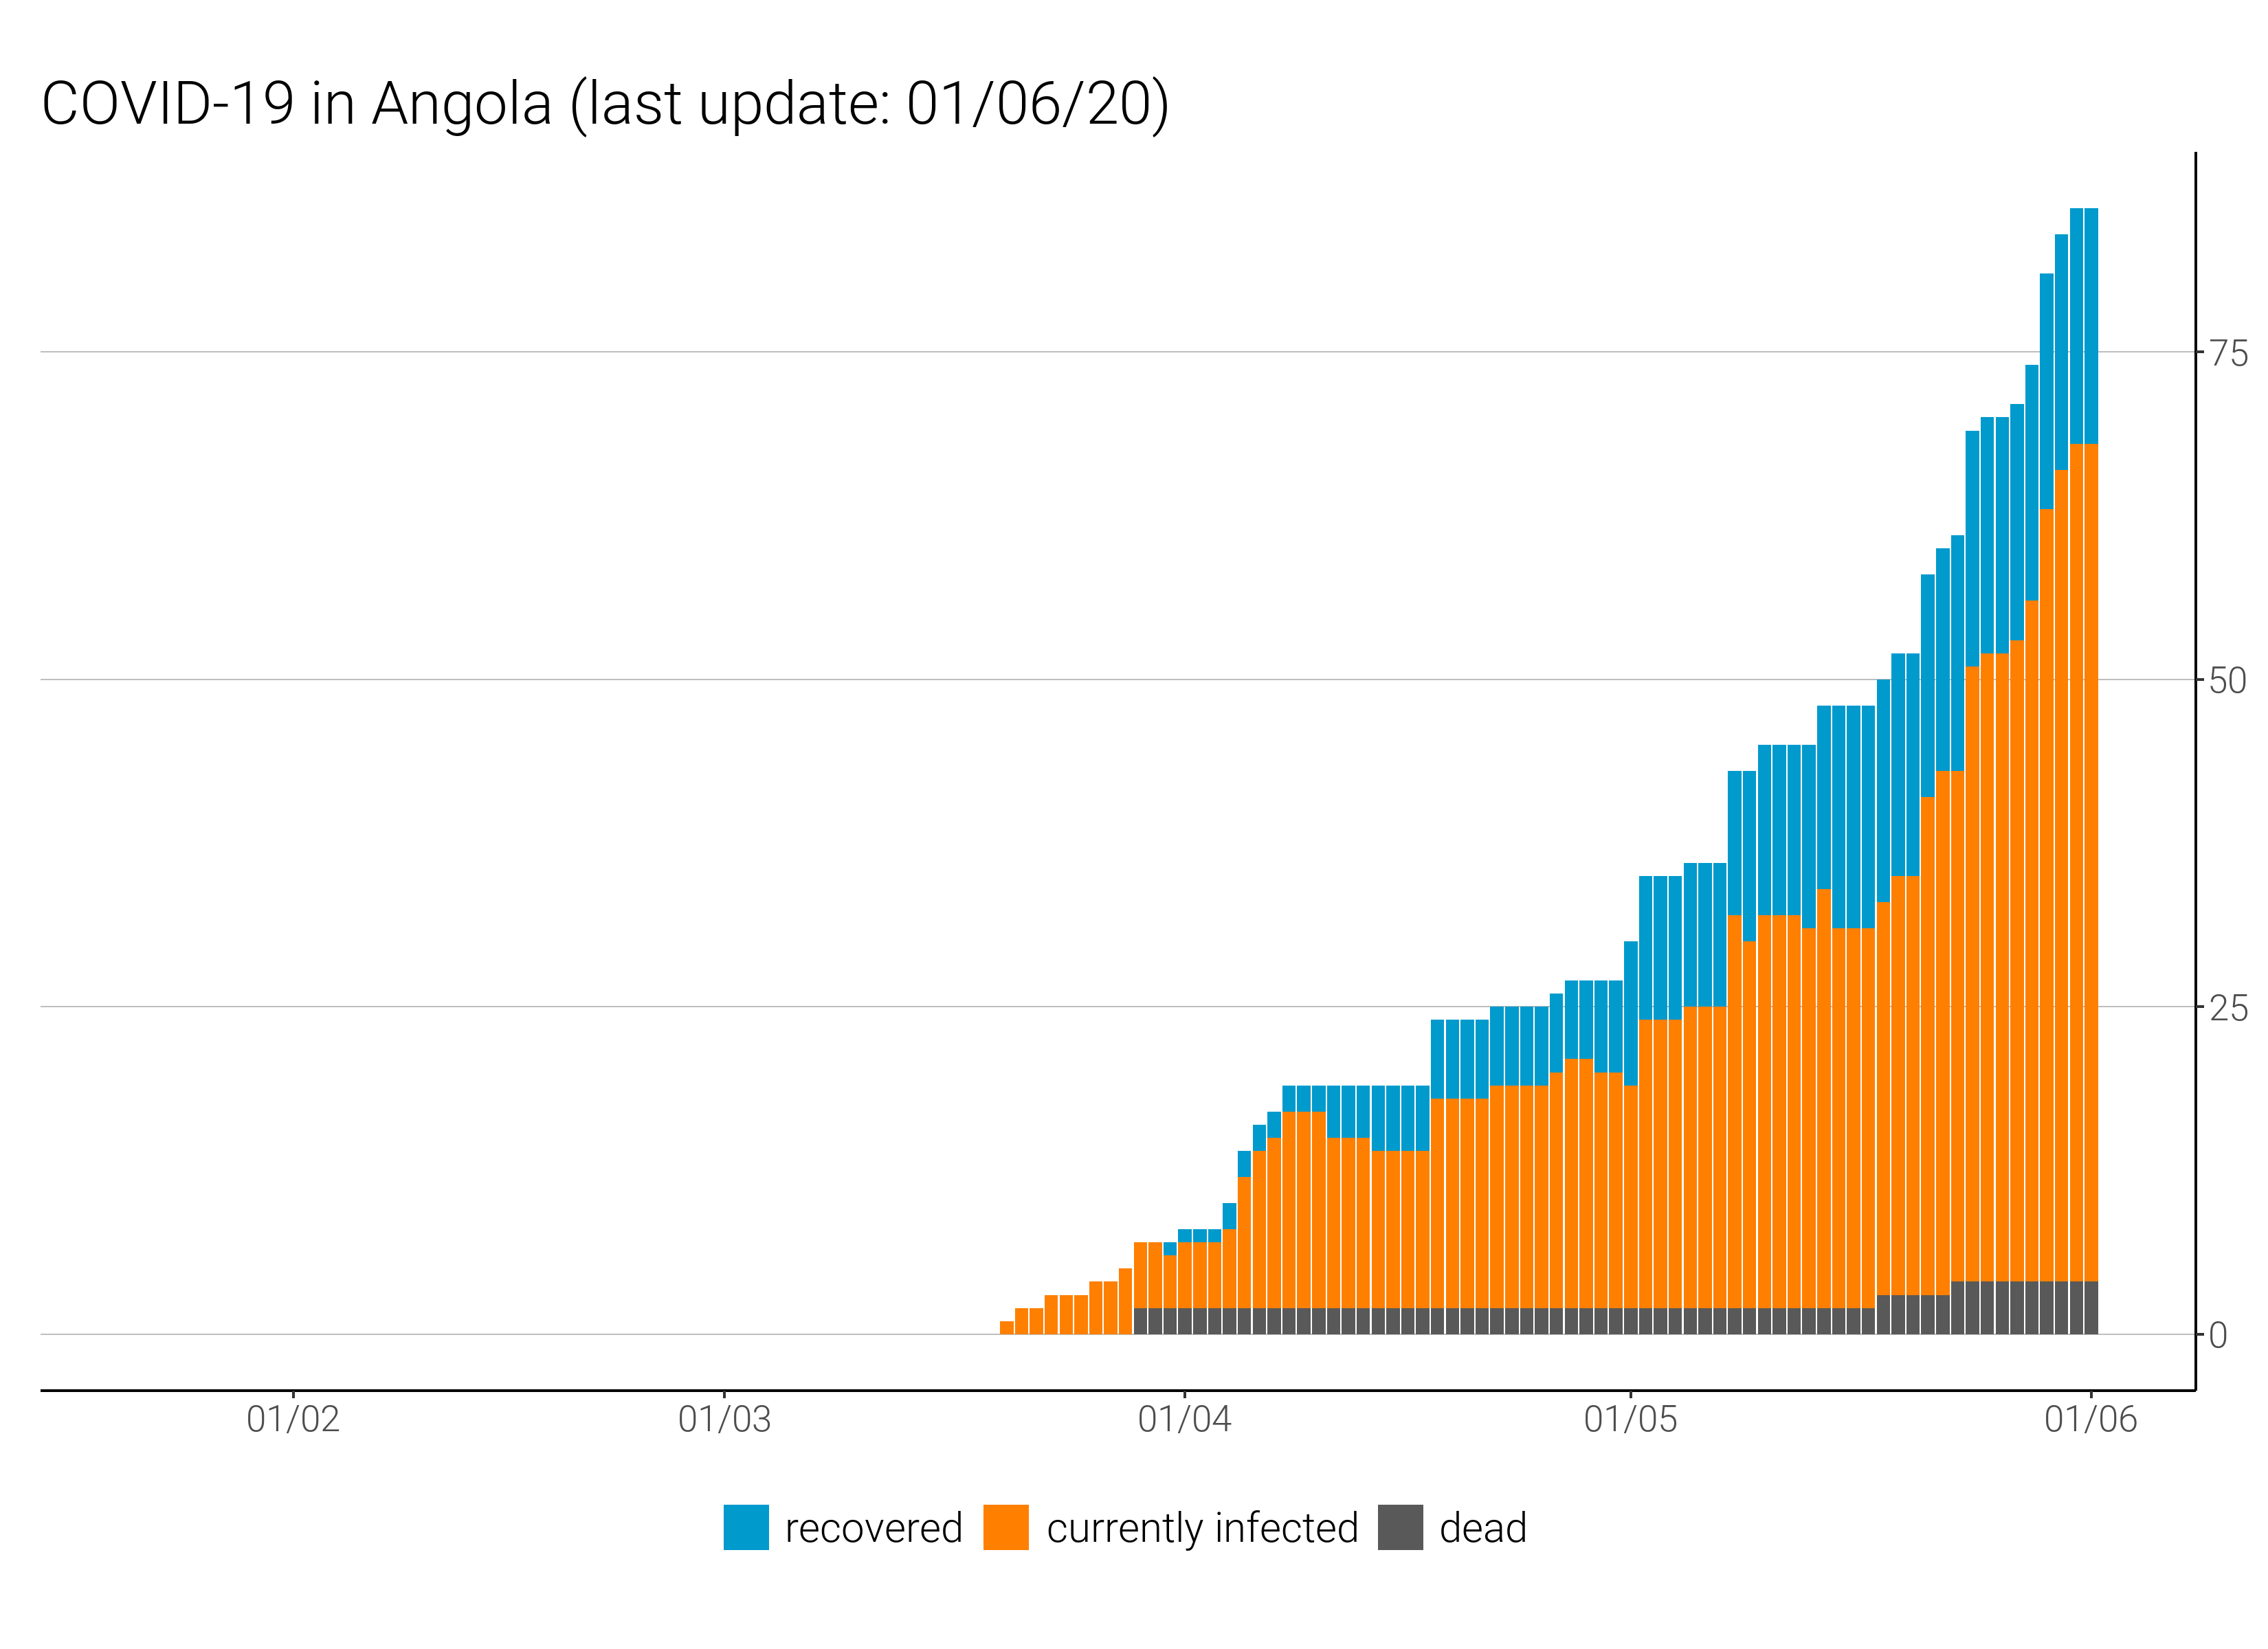 COVID-19 in Angola (last update: 01/06/20)
75
50
25
0
01/02 01/03 01/04 01/05 01/06
recovered currently infected dead